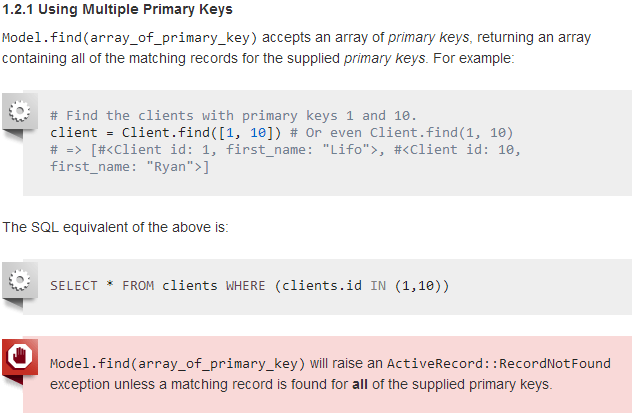 1.2.1 Using Multiple Primary Keys
Model.find(array_of_primary_key) accepts an array of primary keys, returning an array
containing all of the matching records for the supplied primary keys. For example:
# Find the clients with primary keys 1 and 10.
client = Client.find([1, 10]) # Or even Client.find(1, 10)
# => [#<Client id: 1, first_name: "Lifo">, #<Client id: 10,
first_name: "Ryan">]
The SQL equivalent of the above is:
SELECT * FROM clients WHERE (clients.id IN (1,10))
Model.find(array_of_primary_key) will raise an ActiveRecord::RecordNotFound
exception unless a matching record is found for all of the supplied primary keys.